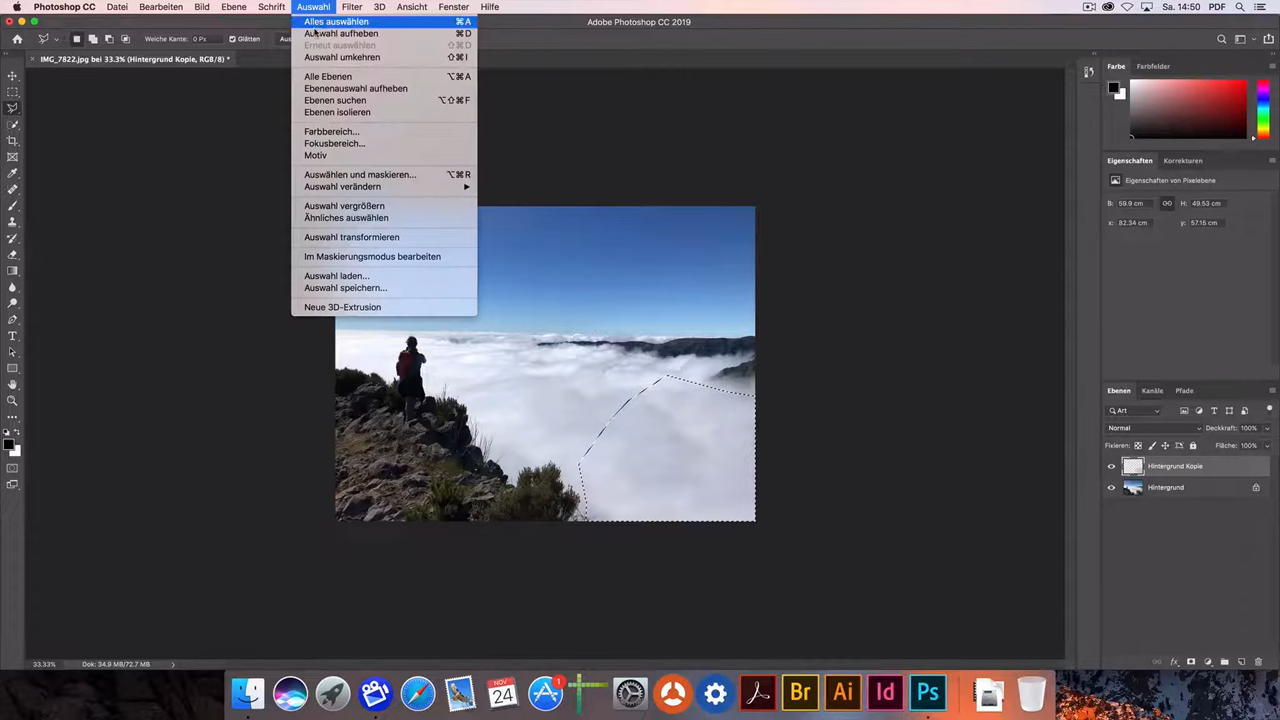 Photoshop CC Datei Bearbeiten Bild Ebene Schrift Auswahl Filter 3D Ansicht Fenster Hilfe Sa. 14:50 PDF
Adobe Photoshop CC 2019
Weiche Kante: 0 Px Glätten Aus
IMG_7822.jpg bei 33.3% (Hintergrund Kopie, RGB/8) *
Alles auswählen ⌘A
Auswahl aufheben ⌘D
Erneut auswählen ⇧⌘D
Auswahl umkehren ⇧⌘I
Alle Ebenen ⌥⌘A
Ebenenauswahl aufheben
Ebenen suchen ⌥⇧⌘F
Ebenen isolieren
Farbbereich...
Fokusbereich...
Motiv
Auswählen und maskieren... ⌥⌘R
Auswahl verändern
Auswahl vergrößern
Ähnliches auswählen
Auswahl transformieren
Im Maskierungsmodus bearbeiten
Auswahl laden...
Auswahl speichern...
Neue 3D-Extrusion
Farbe Farbfelder
Eigenschaften Korrekturen
Eigenschaften von Pixelebene
B: 59.9 cm H: 49.53 cm
x: 82.34 cm y: 57.15 cm
Ebenen Kanäle Pfade
Art
Normal Deckkraft: 100%
Fixieren: Fläche: 100%
Hintergrund Kopie
Hintergrund
33.33% Dok: 34.9 MB/72.7 MB
NOV
24
1
Br
Ai
Id
Ps